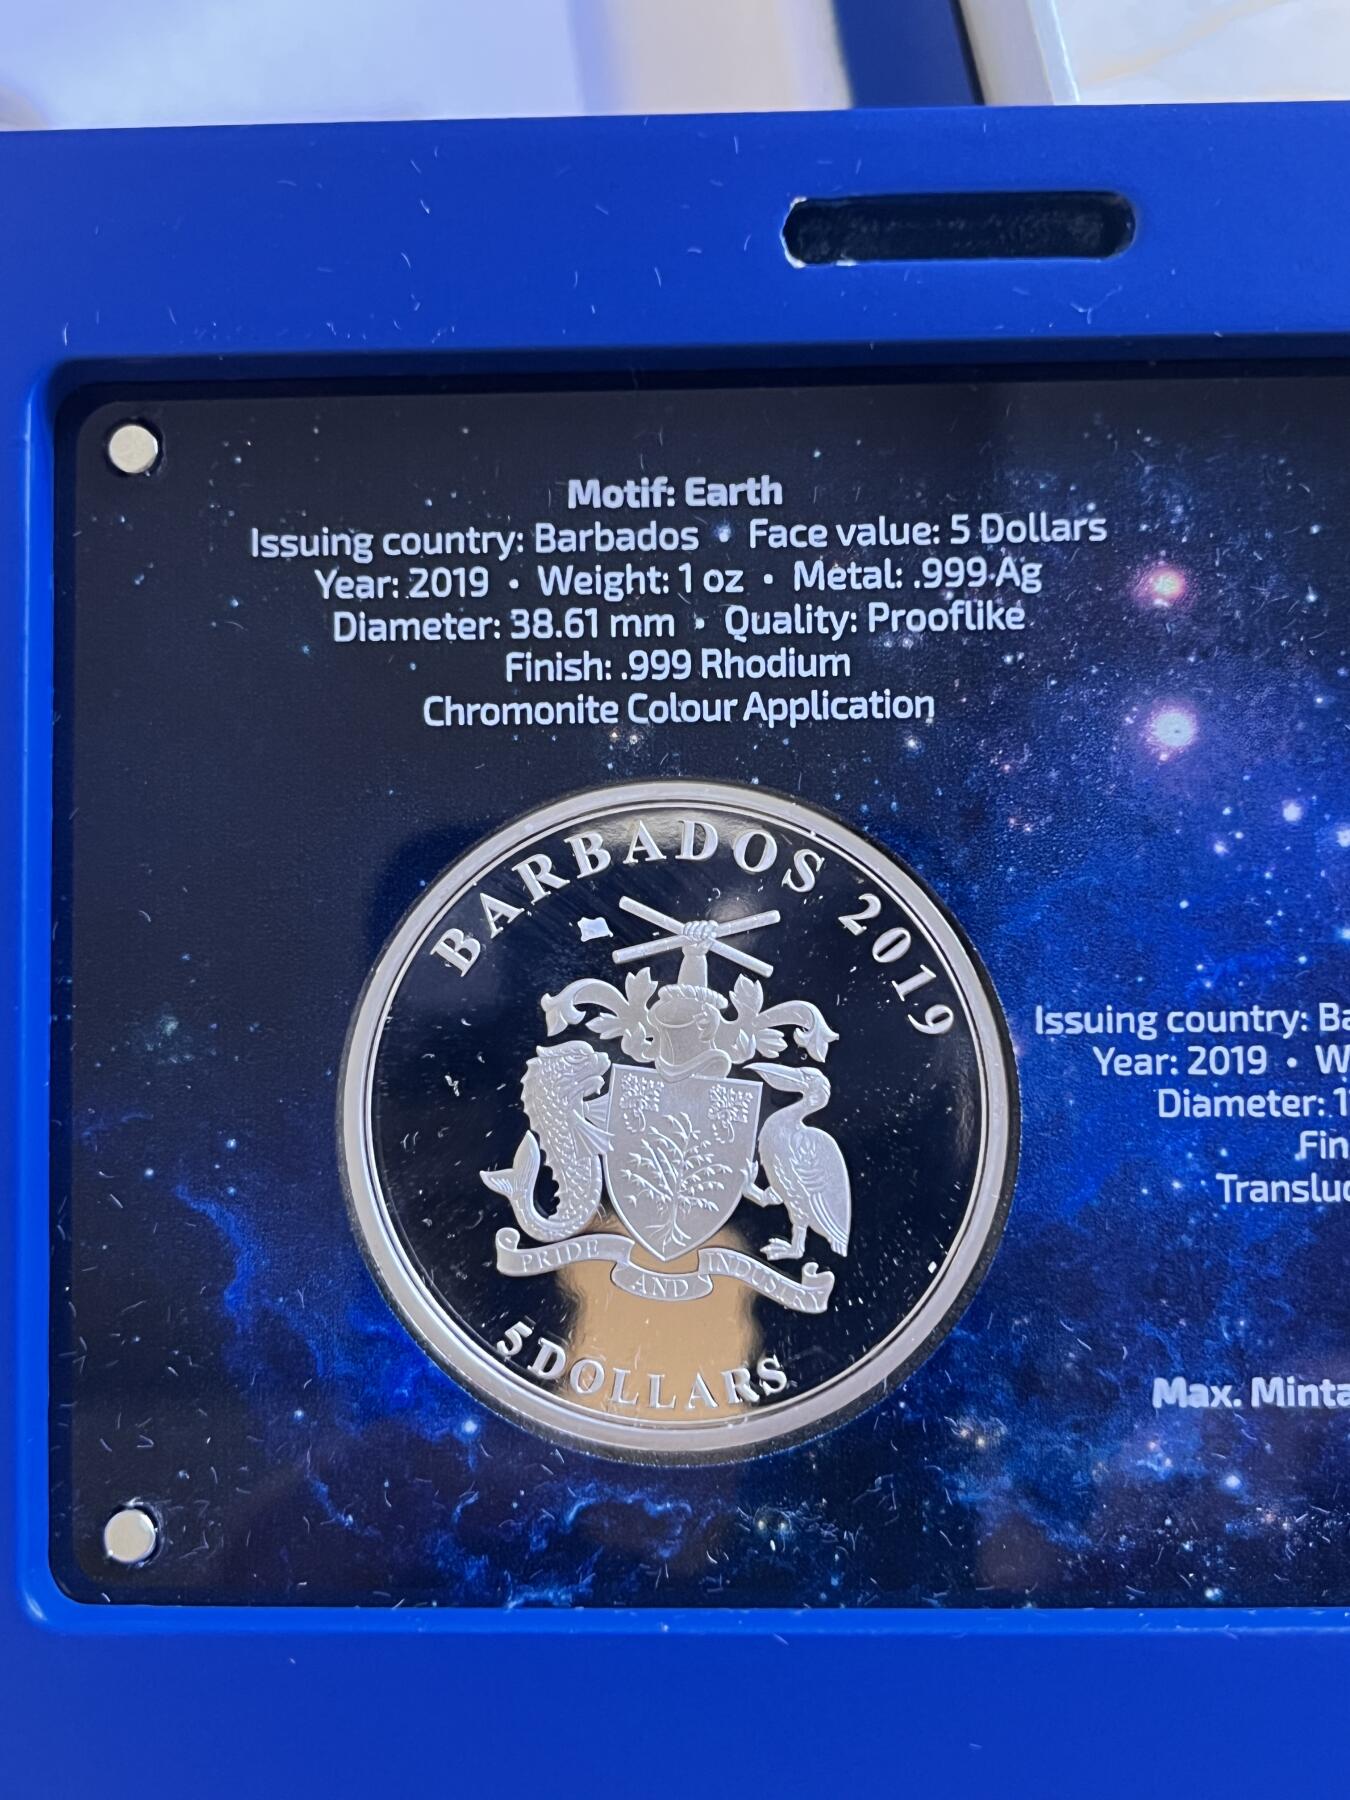 Motif: Earth
Issuing country: Barbados • Face value: 5 Dollars
Year: 2019 • Weight: 1 oz • Metal: .999 Ag
Diameter: 38.61 mm • Quality: Prooflike
Finish: .999 Rhodium
Chromonite Colour Application
BARBADOS 2019
PRIDE AND INDUSTRY
5 DOLLARS
Issuing country:
Year: 2019 •
Diameter:
Max.